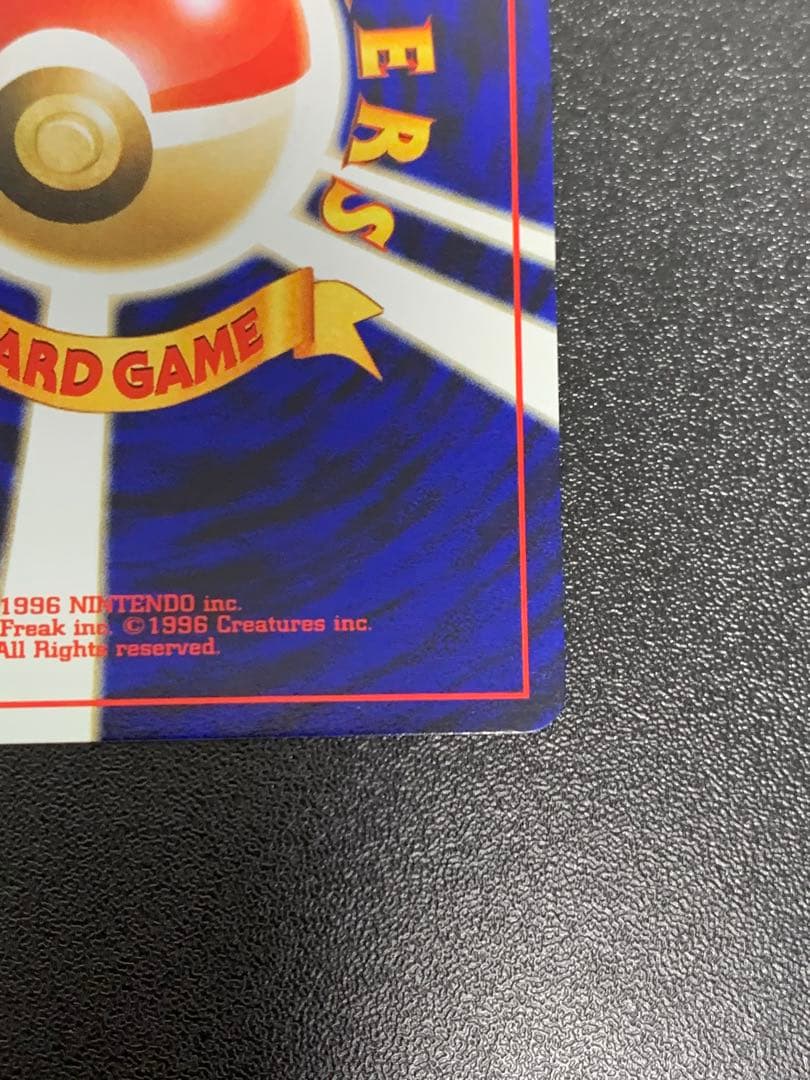 ERS
ARD GAME
1996 NINTENDO inc.
Freak inc. ©1996 Creatures inc.
All Rights reserved.